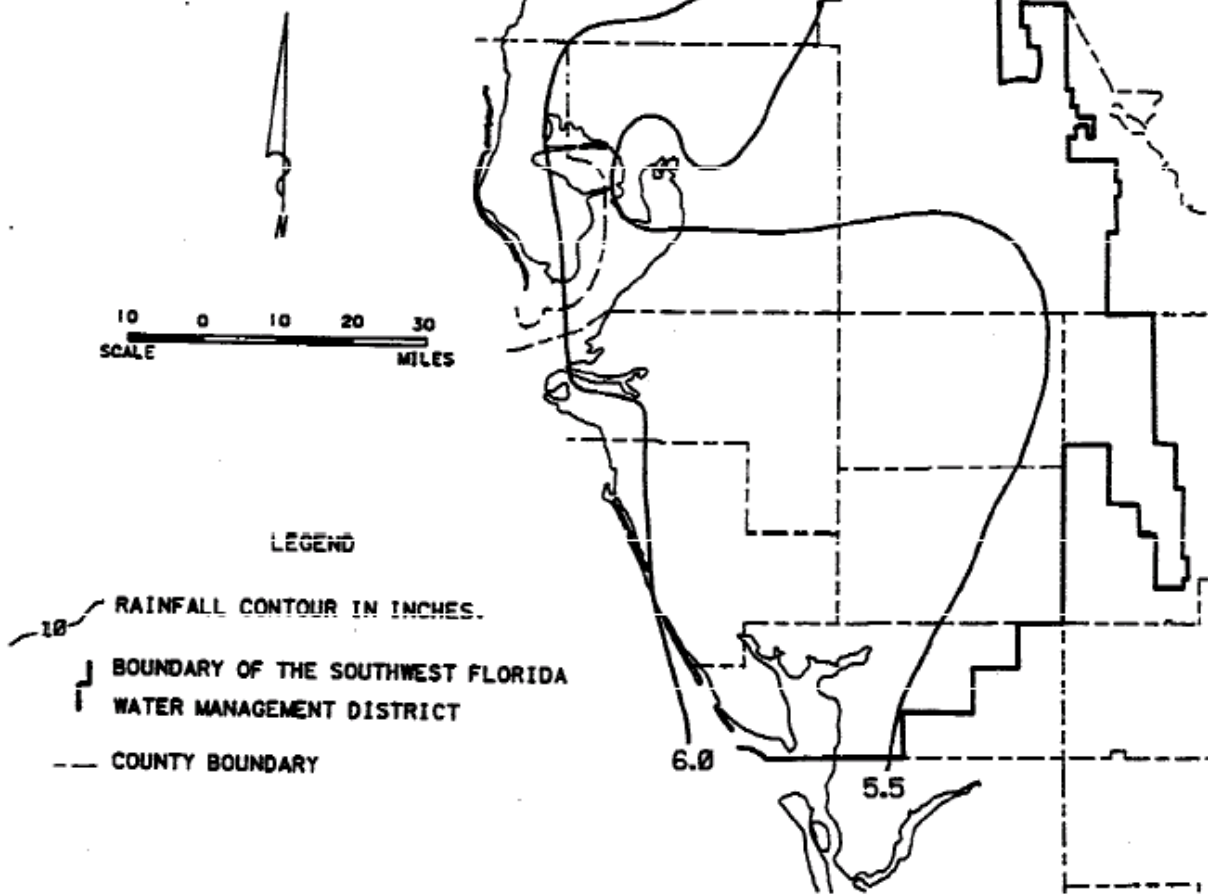 N
10 0 10 20 30
SCALE MILES
LEGEND
10 RAINFALL CONTOUR IN INCHES.
BOUNDARY OF THE SOUTHWEST FLORIDA
WATER MANAGEMENT DISTRICT
COUNTY BOUNDARY
6.0
5.5